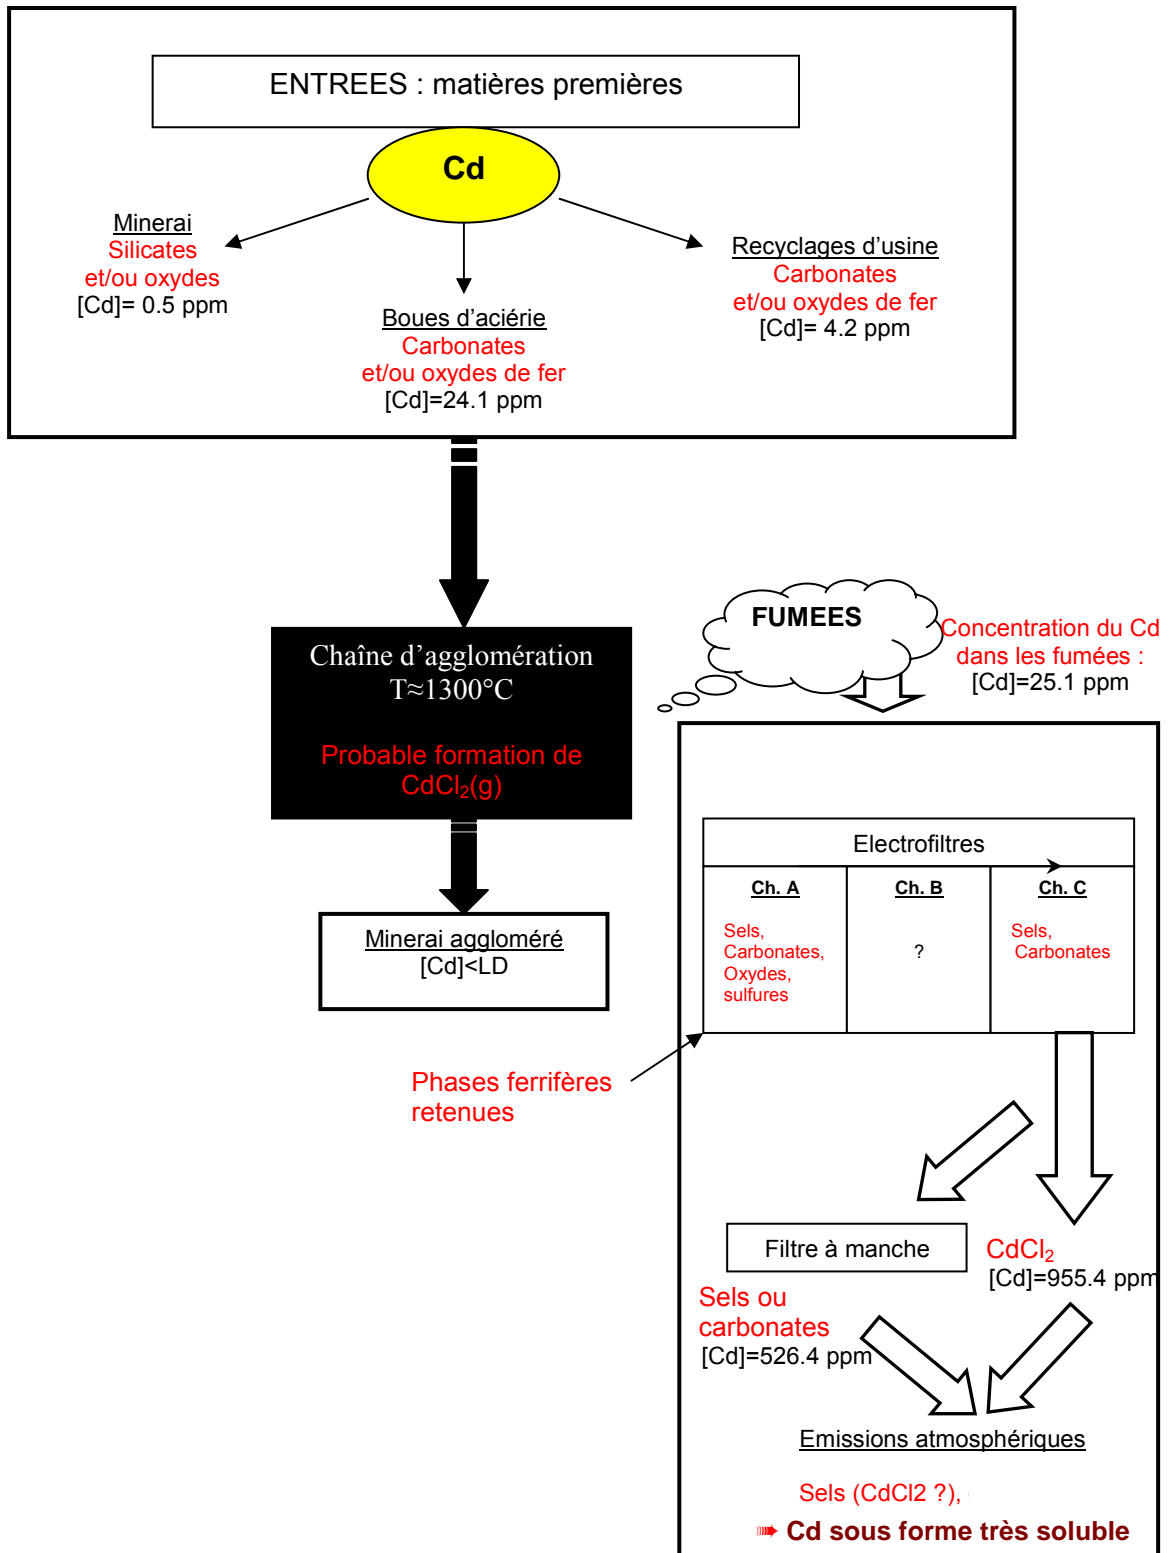 ENTREES : matières premières
Cd
Minerai
Silicates
et/ou oxydes
[Cd]= 0.5 ppm
Boues d’aciérie
Carbonates
et/ou oxydes de fer
[Cd]=24.1 ppm
Recyclages d’usine
Carbonates
et/ou oxydes de fer
[Cd]= 4.2 ppm
Chaîne d’agglomération
T≈1300°C
Probable formation de
CdCl₂(g)
Minerai aggloméré
[Cd]<LD
FUMEES
Concentration du Cd
dans les fumées :
[Cd]=25.1 ppm
Electrofiltres
Ch. A
Sels,
Carbonates,
Oxydes,
sulfures
Ch. B
?
Ch. C
Sels,
Carbonates
Phases ferrifères
retenues
Filtre à manche
Sels ou
carbonates
[Cd]=526.4 ppm
CdCl₂
[Cd]=955.4 ppm
Emissions atmosphériques
Sels (CdCl2 ?),
➠ Cd sous forme très soluble